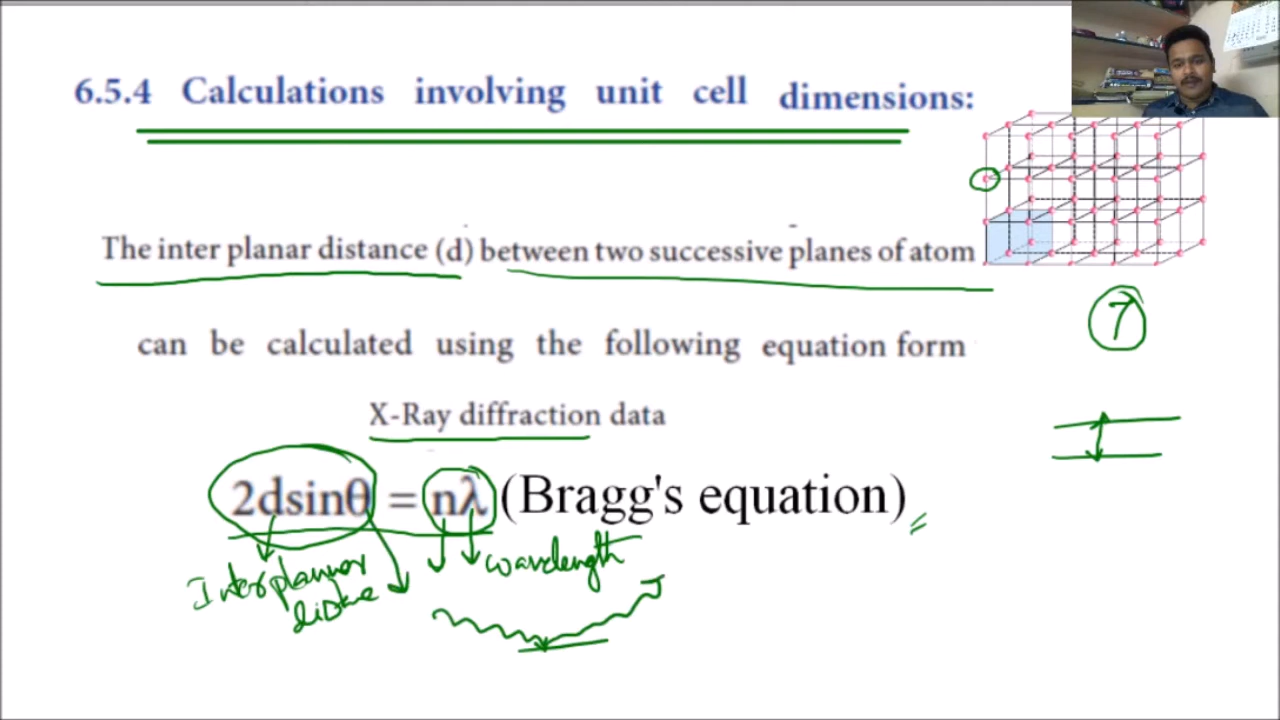 6.5.4 Calculations involving unit cell dimensions:
The inter planar distance (d) between two successive planes of atom
7
can be calculated using the following equation form
X-Ray diffraction data
2dsinθ = nλ (Bragg's equation)
Interplanner wavelength